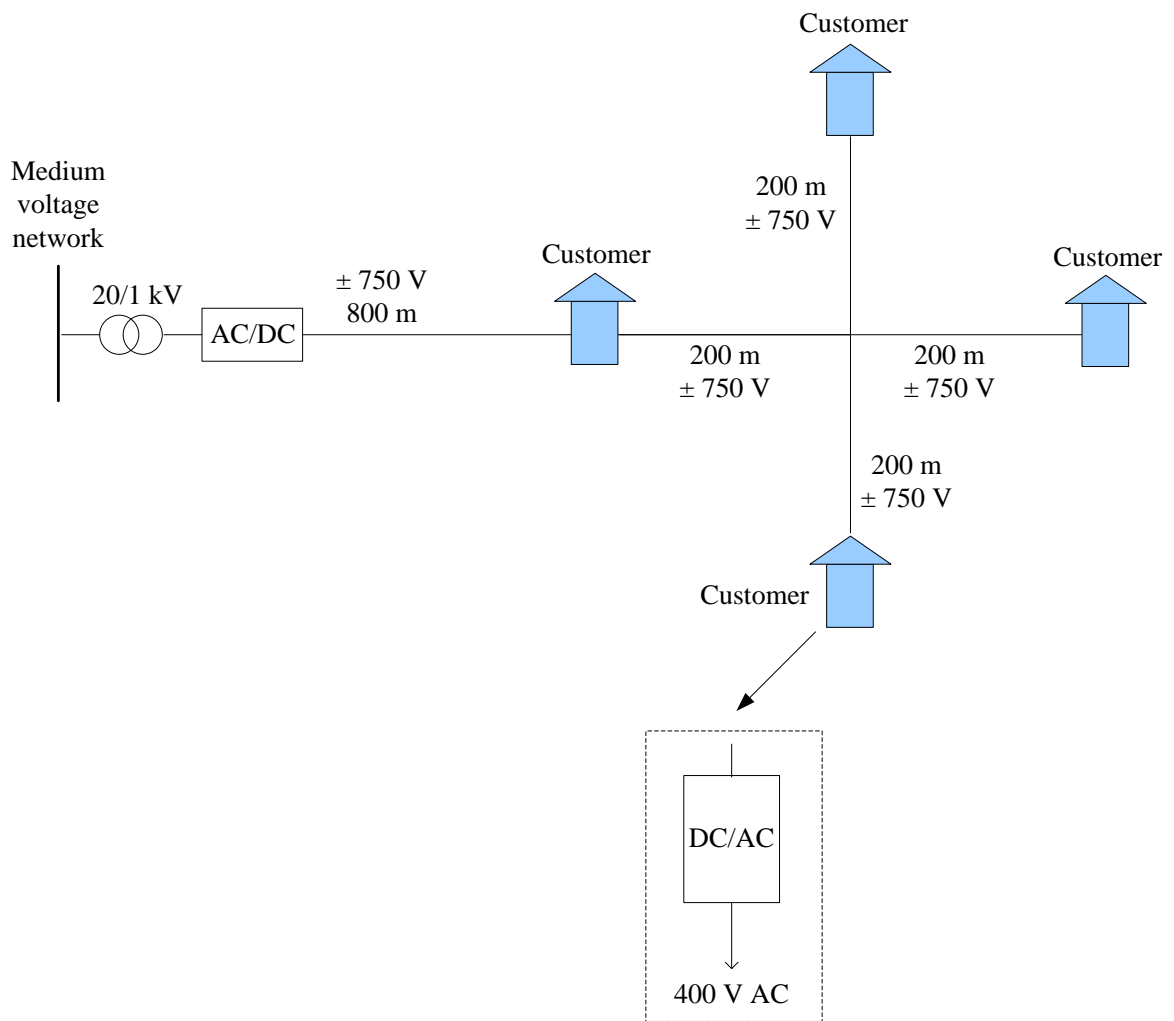 Customer
Medium
voltage
network
200 m
± 750 V
Customer
Customer
20/1 kV
± 750 V
800 m
AC/DC
200 m
± 750 V
200 m
± 750 V
200 m
± 750 V
Customer
DC/AC
400 V AC